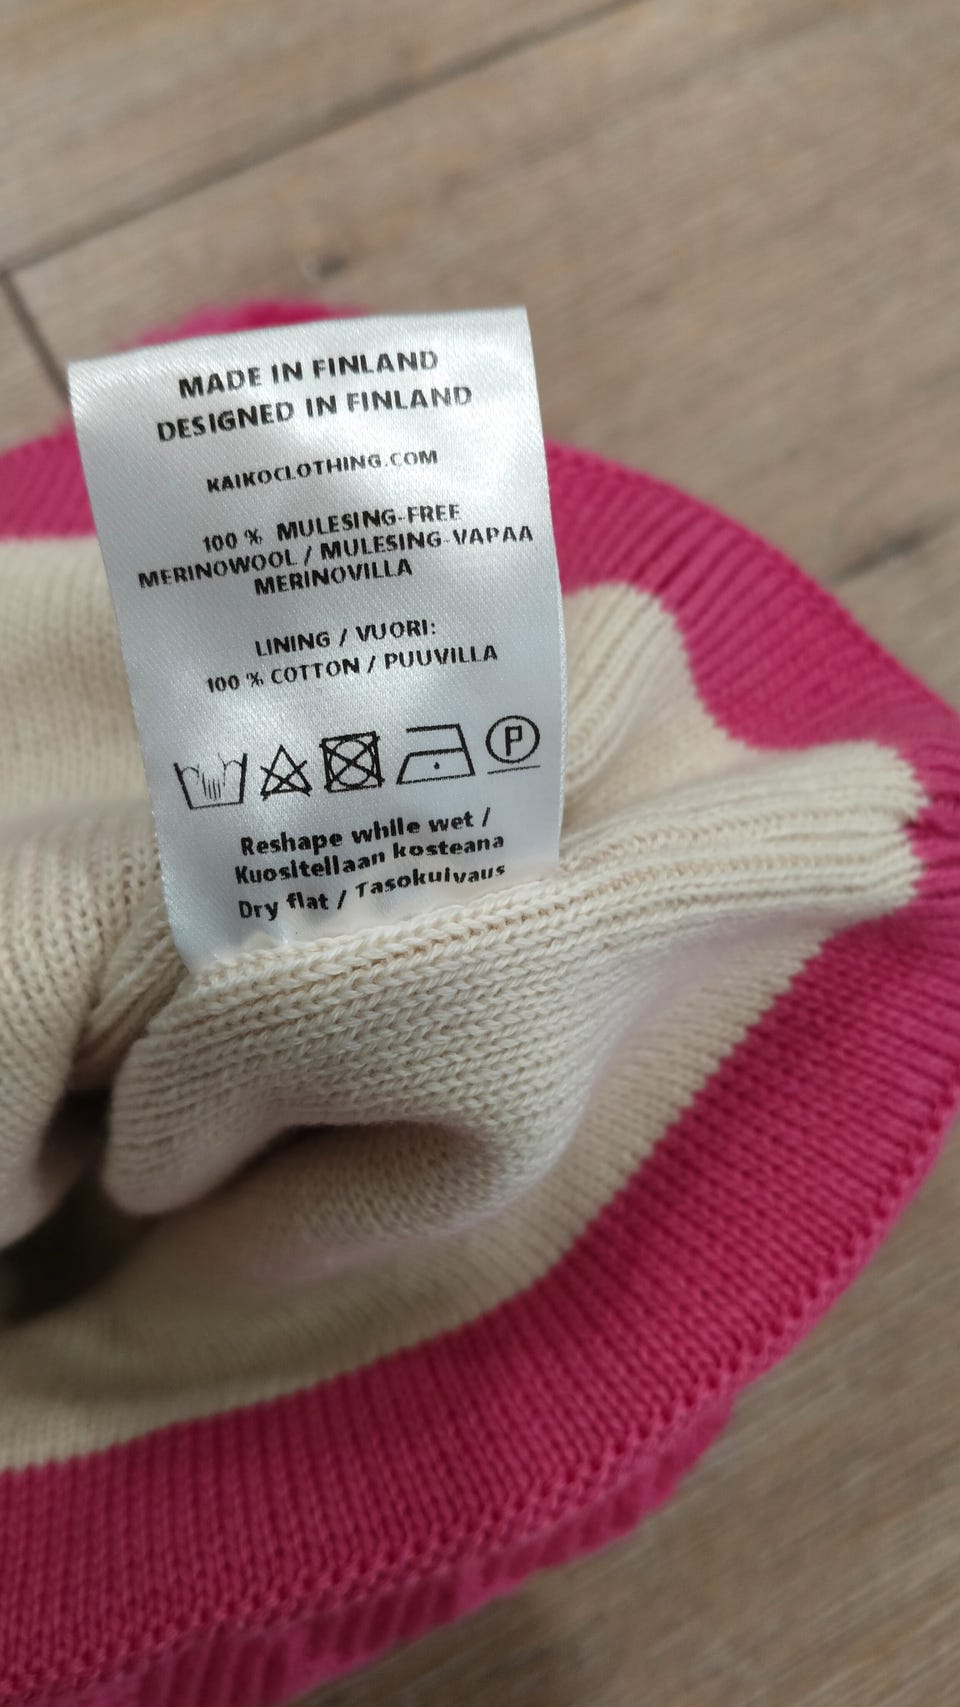 MADE IN FINLAND
DESIGNED IN FINLAND
KAIKOCLOTHING.COM
100 % MULESING-FREE
MERINOWOOL / MULESING-VAPAA
MERINOVILLA
LINING / VUORI:
100 % COTTON / PUUVILLA
P
Reshape while wet /
Kuositellaan kosteana
Dry flat / Tasokuivaus